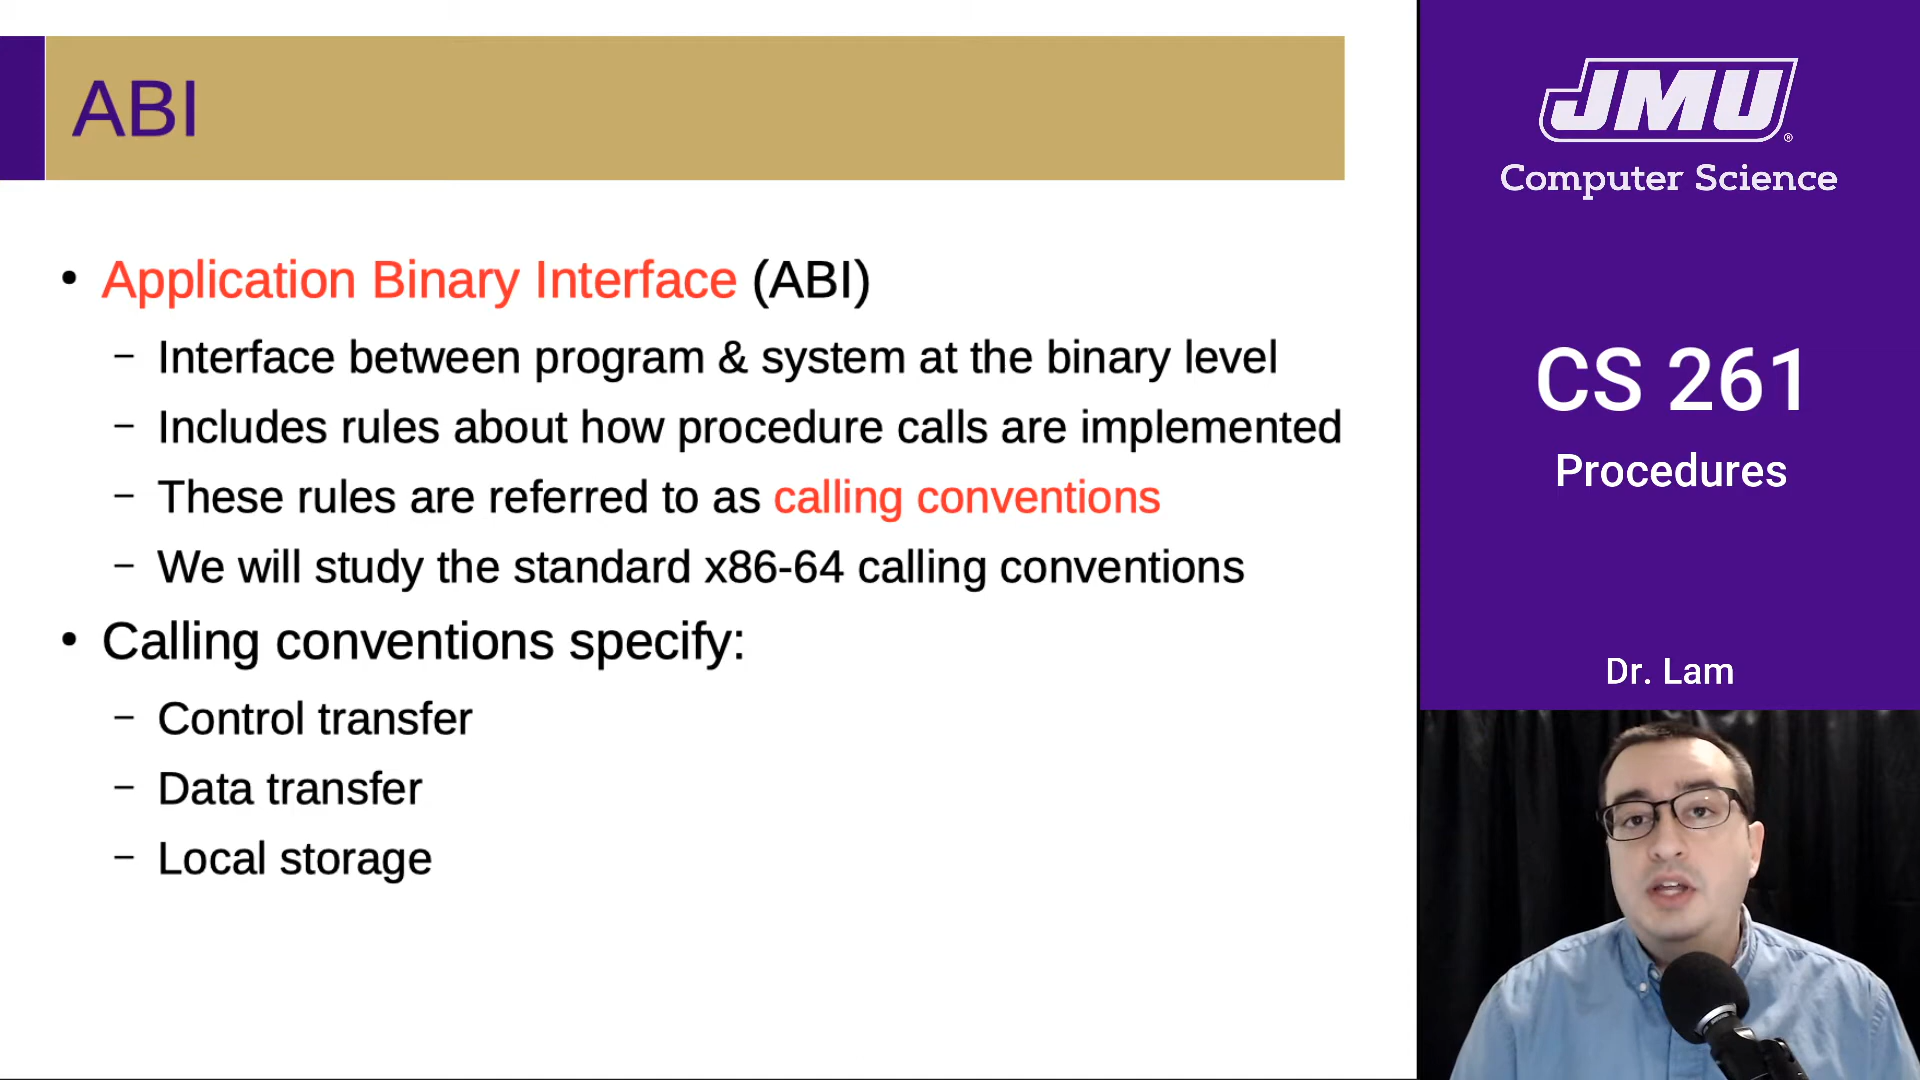 ABI
• Application Binary Interface (ABI)
– Interface between program & system at the binary level
– Includes rules about how procedure calls are implemented
– These rules are referred to as calling conventions
– We will study the standard x86-64 calling conventions
• Calling conventions specify:
– Control transfer
– Data transfer
– Local storage
JMU®
Computer Science
CS 261
Procedures
Dr. Lam